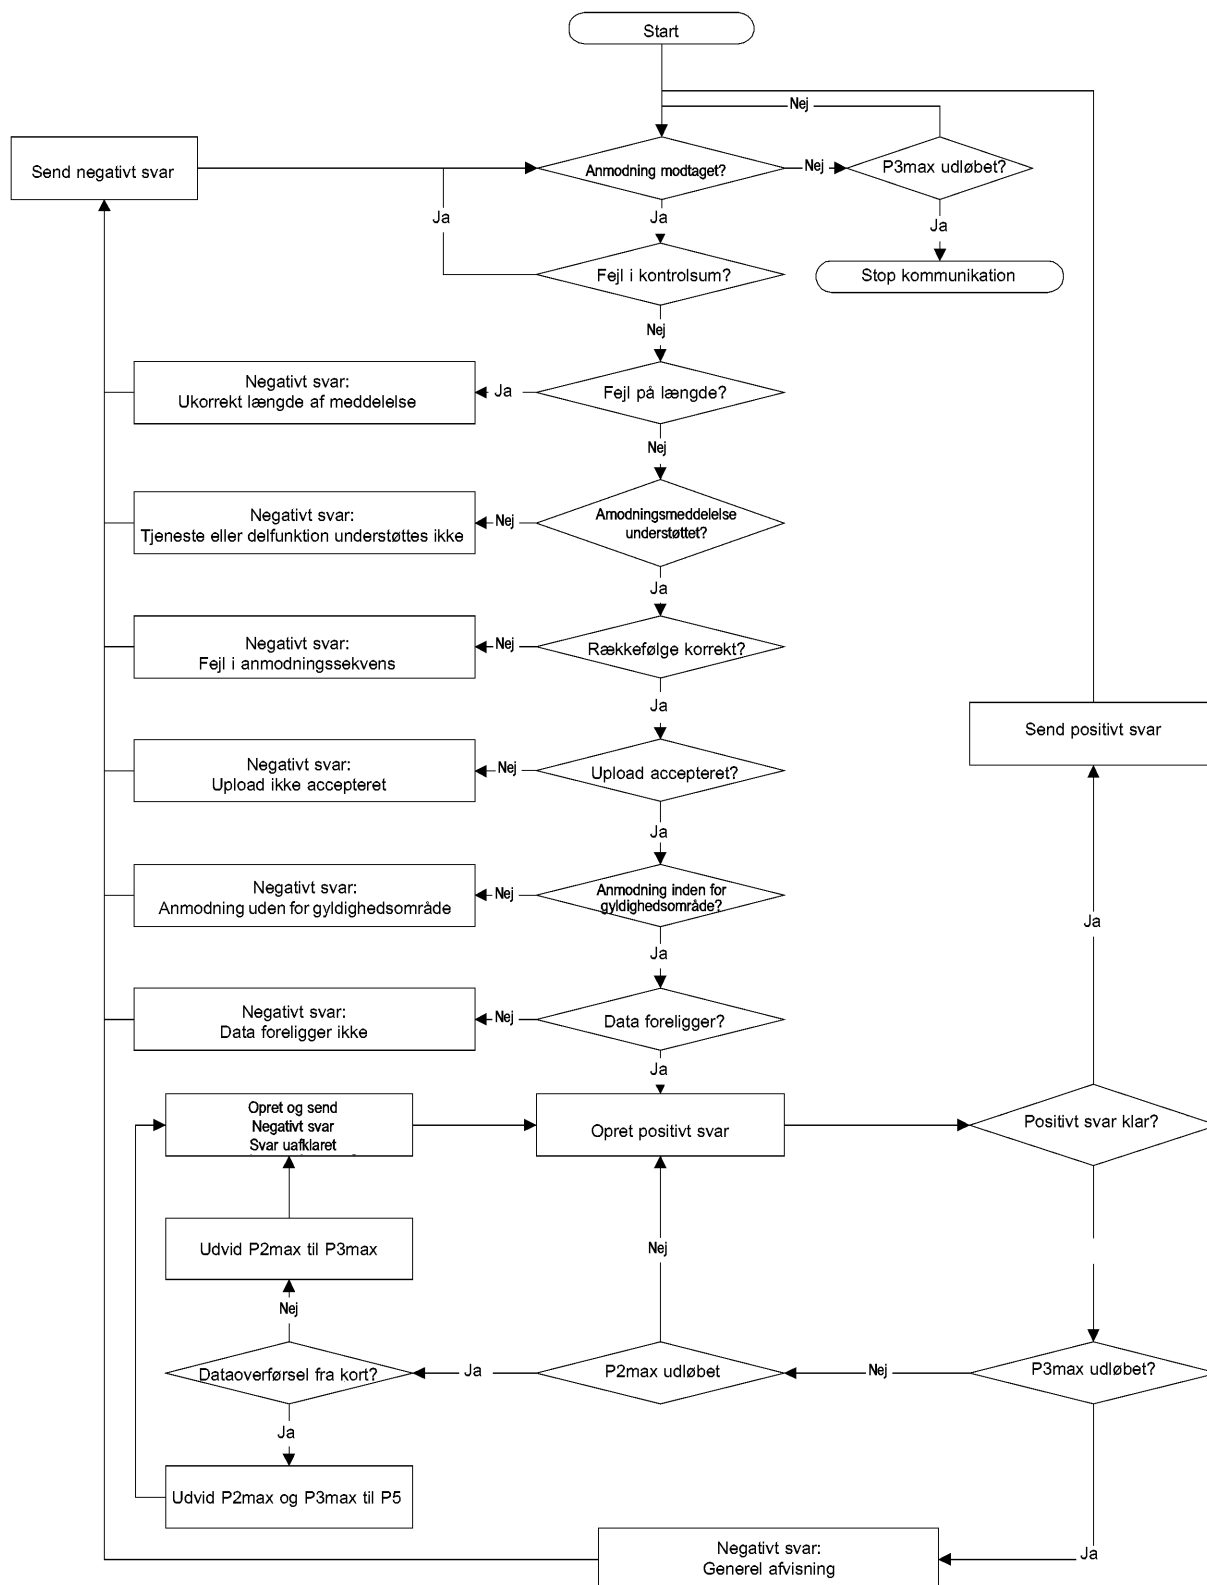 Start
Nej
Send negativt svar
Anmodning modtaget?
Nej
P3max udløbet?
Ja
Ja
Ja
Fejl i kontrolsum?
Stop kommunikation
Nej
Negativt svar:
Ukorrekt længde af meddelelse
Ja
Fejl på længde?
Nej
Negativt svar:
Tjeneste eller delfunktion understøttes ikke
Nej
Amodningsmeddelelse
understøttet?
Ja
Negativt svar:
Fejl i anmodningssekvens
Nej
Rækkefølge korrekt?
Ja
Send positivt svar
Negativt svar:
Upload ikke accepteret
Nej
Upload accepteret?
Ja
Negativt svar:
Anmodning uden for gyldighedsområde
Nej
Anmodning inden for
gyldighedsområde?
Ja
Ja
Negativt svar:
Data foreligger ikke
Nej
Data foreligger?
Ja
Opret og send
Negativt svar
Svar uafklaret
Opret positivt svar
Positivt svar klar?
Udvid P2max til P3max
Nej
Nej
Dataoverførsel fra kort?
Ja
P2max udløbet
Nej
P3max udløbet?
Ja
Udvid P2max og P3max til P5
Negativt svar:
Generel afvisning
Ja